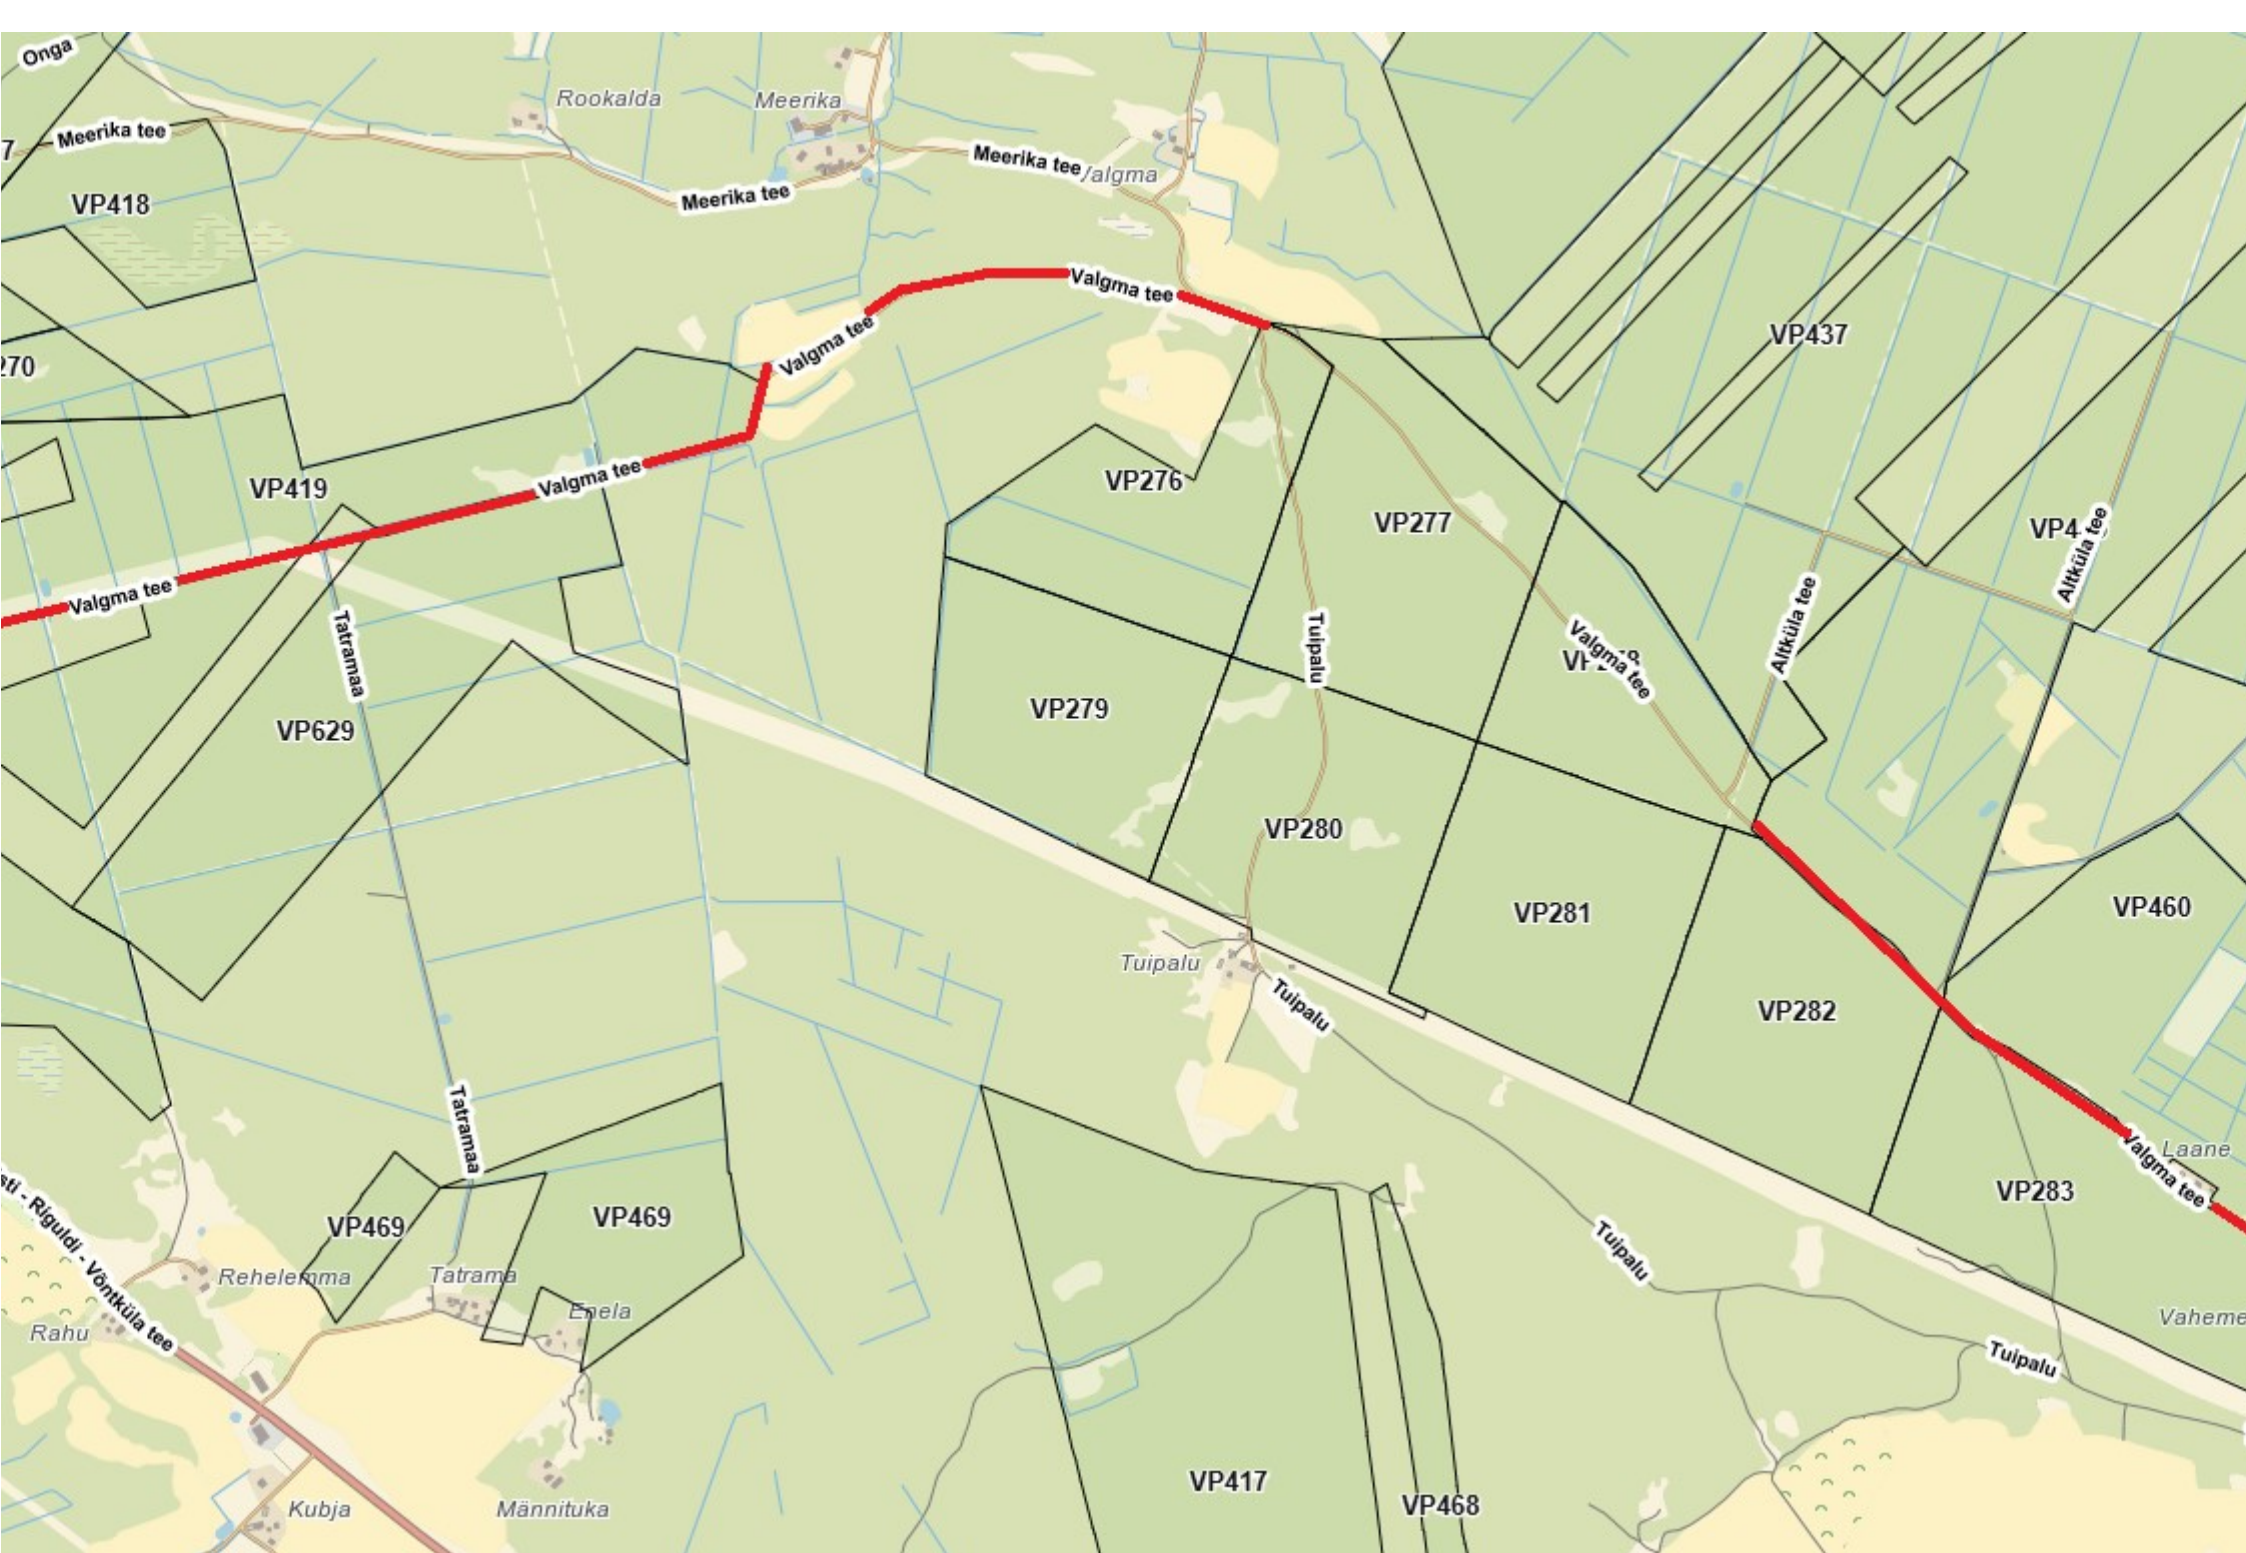 Onga
Rookalda
Meerika
Meerika tee
7
Meerika tee
Valgma
Meerika tee
VP418
Valgma tee
270
Valgma tee
VP437
VP419
Valgma tee
VP276
VP277
VP4
Altküla tee
Valgma tee
Altküla tee
Tatramaa
Tuipalu
Valgma tee
VP279
VP629
VP280
VP281
VP460
Tuipalu
Tuipalu
VP282
Tatramaa
Laane
Valgma tee
VP283
sti - Riguldi - Võntküla tee
VP469
VP469
Tuipalu
Rehelemma
Tatrama
Enela
Rahu
Vaheme
Tuipalu
VP417
VP468
Kubja
Männituka